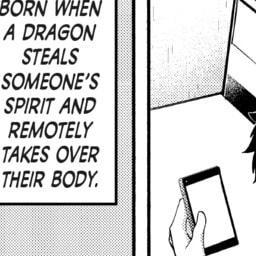 BORN WHEN
A DRAGON
STEALS
SOMEONE'S
SPIRIT AND
REMOTELY
TAKES OVER
THEIR BODY.